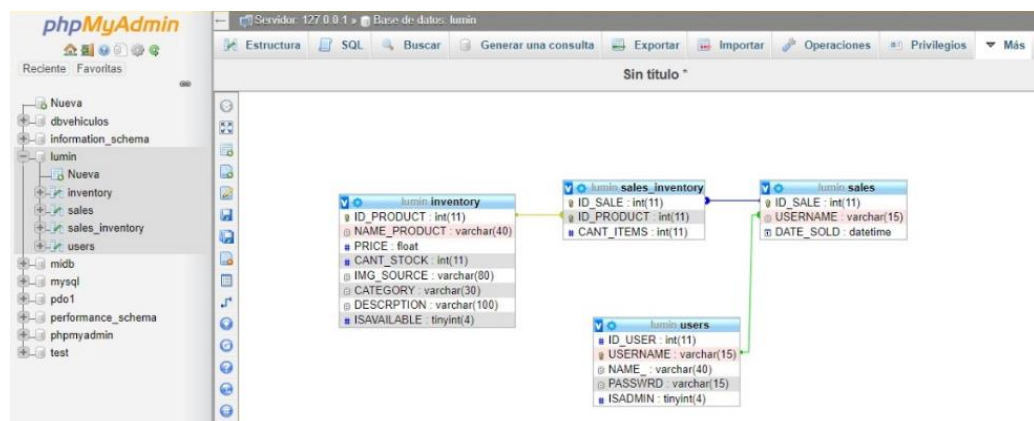 phpMyAdmin
Reciente Favoritas
Nueva
dbvehiculos
information_schema
lumin
Nueva
inventory
sales
sales_inventory
users
midb
mysql
pdo1
performance_schema
phpmyadmin
test
Servidor: 127.0.0.1 » Base de datos: lumin
Estructura SQL Buscar Generar una consulta Exportar Importar Operaciones Privilegios Más
Sin título *
lumin inventory
ID_PRODUCT : int(11)
NAME_PRODUCT : varchar(40)
PRICE : float
CANT_STOCK : int(11)
IMG_SOURCE : varchar(80)
CATEGORY : varchar(30)
DESCRPTION : varchar(100)
ISAVAILABLE : tinyint(4)
lumin sales_inventory
ID_SALE : int(11)
ID_PRODUCT : int(11)
CANT_ITEMS : int(11)
lumin sales
ID_SALE : int(11)
USERNAME : varchar(15)
DATE_SOLD : datetime
lumin users
ID_USER : int(11)
USERNAME : varchar(15)
NAME_ : varchar(40)
PASSWRD : varchar(15)
ISADMIN : tinyint(4)